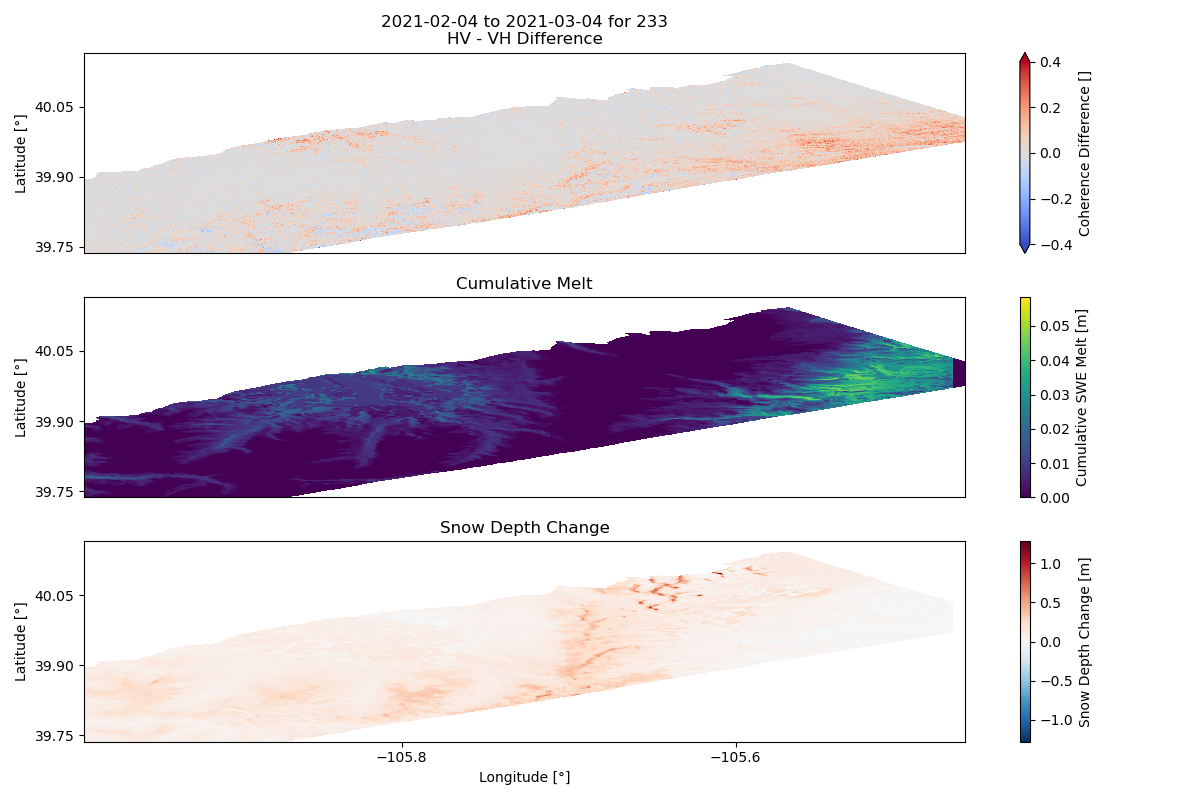 2021-02-04 to 2021-03-04 for 233
HV - VH Difference
Latitude [°]
40.05
39.90
39.75
0.4
0.2
0.0
−0.2
−0.4
Coherence Difference []
Cumulative Melt
Latitude [°]
40.05
39.90
39.75
0.05
0.04
0.03
0.02
0.01
0.00
Cumulative SWE Melt [m]
Snow Depth Change
Latitude [°]
40.05
39.90
39.75
1.0
0.5
0.0
−0.5
−1.0
Snow Depth Change [m]
−105.8
−105.6
Longitude [°]